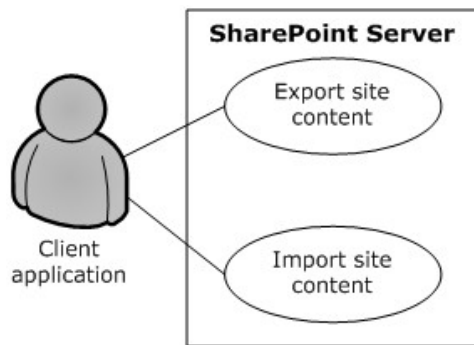 SharePoint Server
Export site
content
Client
application
Import site
content